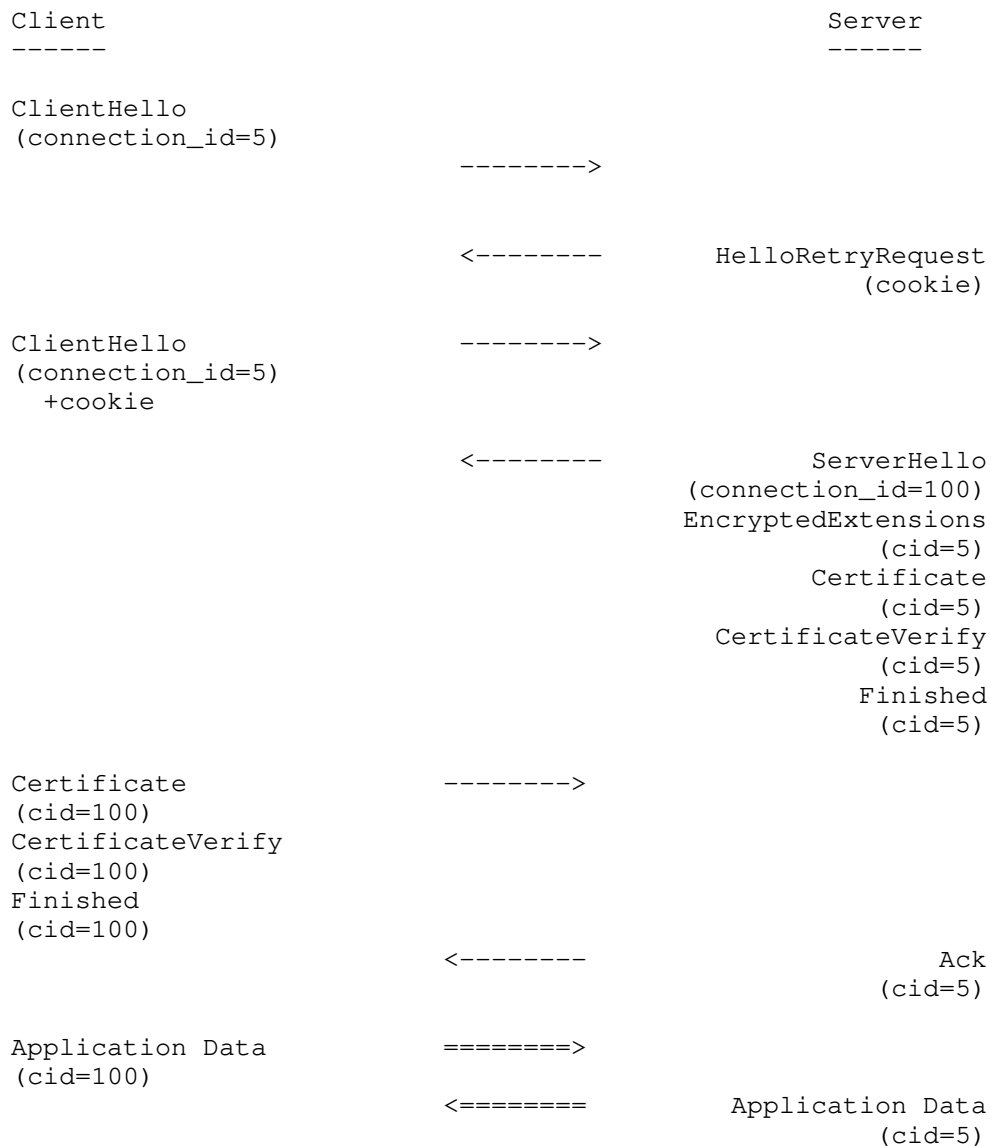 Client                                             Server
------                                             ------
ClientHello
(connection_id=5)
-------->
<--------       HelloRetryRequest
(cookie)
ClientHello                 -------->
(connection_id=5)
+cookie
<--------             ServerHello
(connection_id=100)
EncryptedExtensions
(cid=5)
Certificate
(cid=5)
CertificateVerify
(cid=5)
Finished
(cid=5)
Certificate                -------->
(cid=100)
CertificateVerify
(cid=100)
Finished
(cid=100)
<--------                      Ack
(cid=5)
Application Data           ========>
(cid=100)
<========         Application Data
(cid=5)